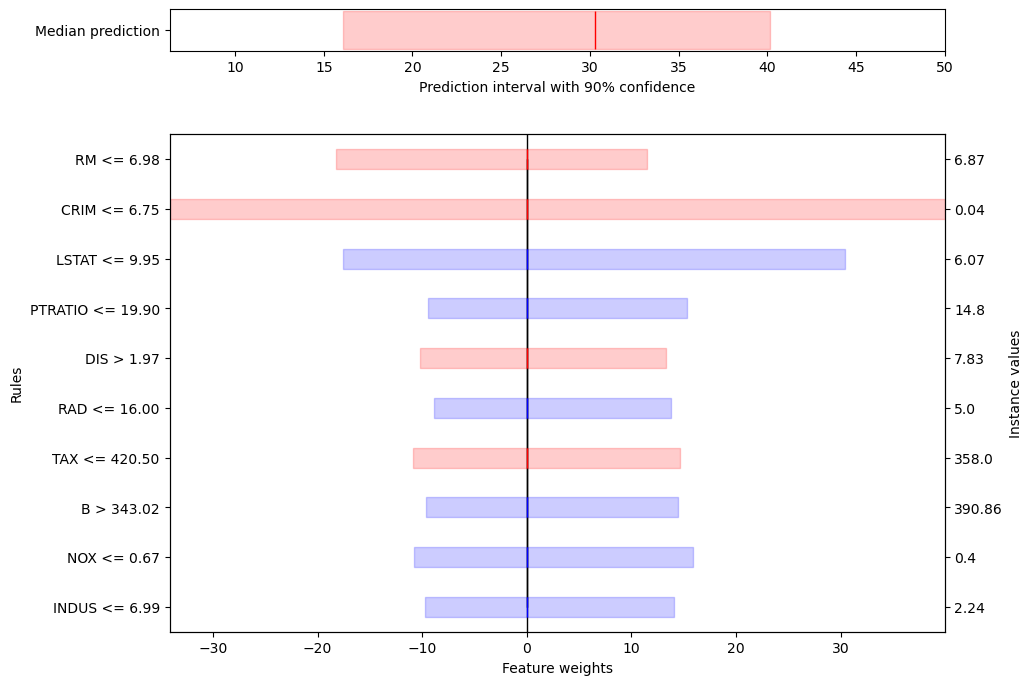 Median prediction
10 15 20 25 30 35 40 45 50
Prediction interval with 90% confidence
Rules
RM <= 6.98 6.87
CRIM <= 6.75 0.04
LSTAT <= 9.95 6.07
PTRATIO <= 19.90 14.8
DIS > 1.97 7.83
RAD <= 16.00 5.0
TAX <= 420.50 358.0
B > 343.02 390.86
NOX <= 0.67 0.4
INDUS <= 6.99 2.24
Instance values
−30 −20 −10 0 10 20 30
Feature weights